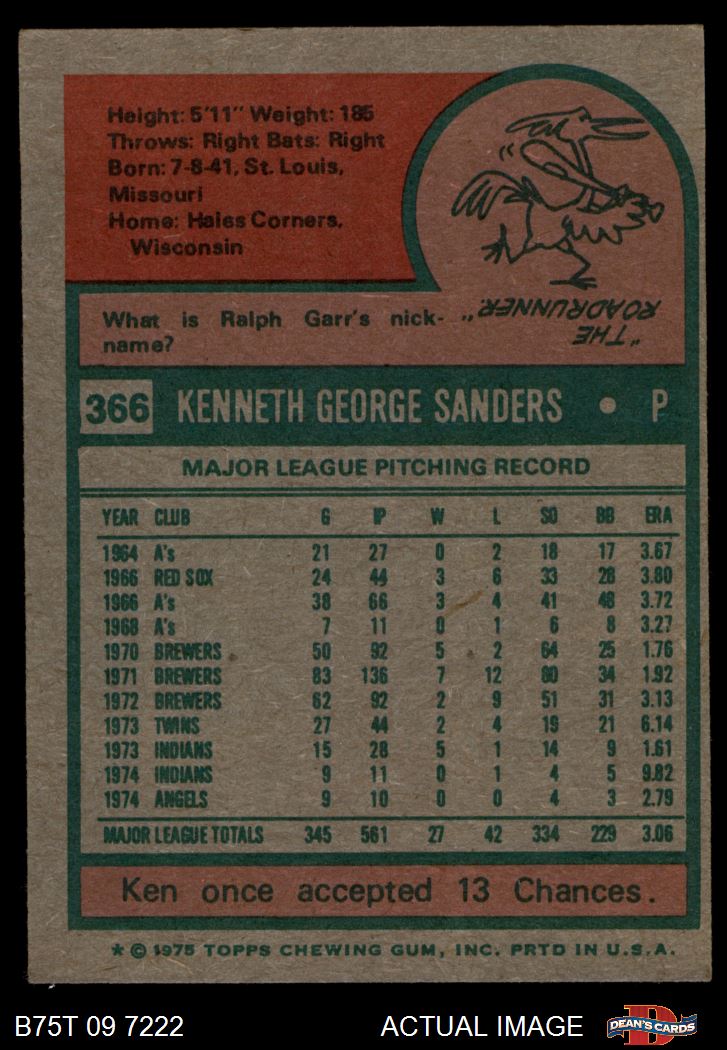 Height: 5'11" Weight: 185
Throws: Right Bats: Right
Born: 7-8-41, St. Louis,
Missouri
Home: Hales Corners,
Wisconsin
What is Ralph Garr's nick-
name?
"THE
ROADRUNNER."
366 KENNETH GEORGE SANDERS • P
MAJOR LEAGUE PITCHING RECORD
YEAR CLUB G IP W L SO BB ERA
1964 A's 21 27 0 2 18 17 3.67
1966 RED SOX 24 44 3 6 33 28 3.80
1966 A's 38 66 3 4 41 48 3.72
1968 A's 7 11 0 1 6 8 3.27
1970 BREWERS 50 92 5 2 64 25 1.76
1971 BREWERS 83 136 7 12 80 34 1.92
1972 BREWERS 62 92 2 9 51 31 3.13
1973 TWINS 27 44 2 4 19 21 6.14
1973 INDIANS 15 28 5 1 14 9 1.61
1974 INDIANS 9 11 0 1 4 5 9.82
1974 ANGELS 9 10 0 0 4 3 2.79
MAJOR LEAGUE TOTALS 345 561 27 42 334 229 3.06
Ken once accepted 13 Chances.
* © 1975 TOPPS CHEWING GUM, INC. PRTD IN U.S.A.
B75T 09 7222 ACTUAL IMAGE DEAN'S CARDS